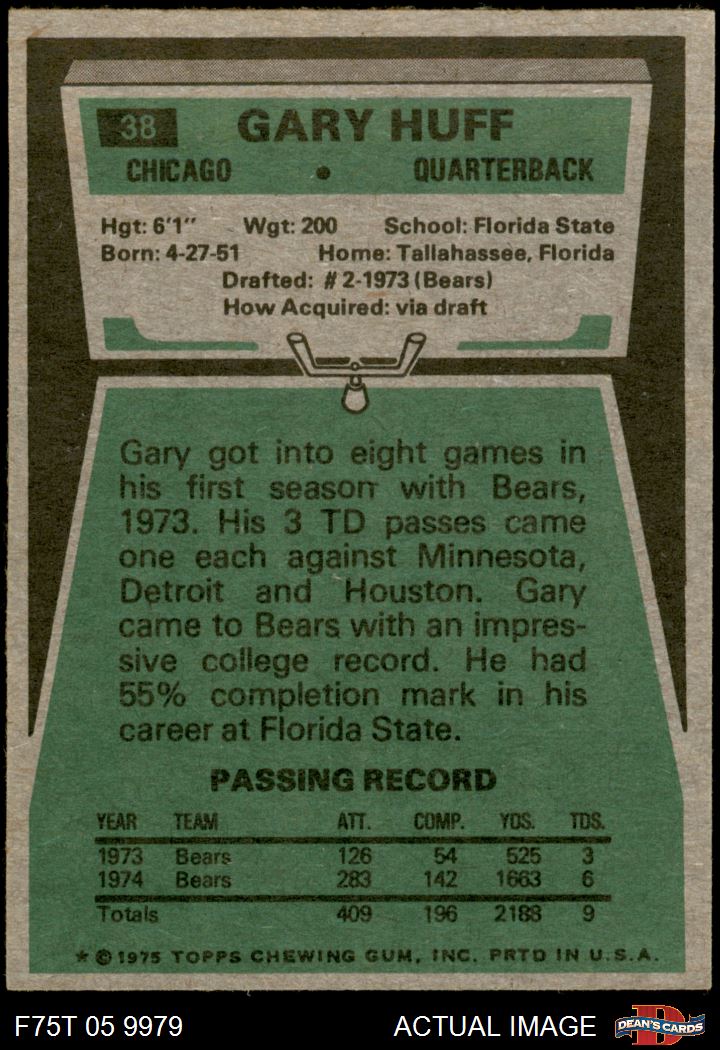 38 GARY HUFF
CHICAGO • QUARTERBACK
Hgt: 6'1" Wgt: 200 School: Florida State
Born: 4-27-51 Home: Tallahassee, Florida
Drafted: #2-1973 (Bears)
How Acquired: via draft
Gary got into eight games in
his first season with Bears,
1973. His 3 TD passes came
one each against Minnesota,
Detroit and Houston. Gary
came to Bears with an impres-
sive college record. He had
55% completion mark in his
career at Florida State.
PASSING RECORD
YEAR TEAM ATT. COMP. YDS. TDS.
1973 Bears 126 54 525 3
1974 Bears 283 142 1663 6
Totals 409 196 2188 9
* © 1975 TOPPS CHEWING GUM, INC. PRTD IN U.S.A.
F75T 05 9979 ACTUAL IMAGE D DEAN'S CARDS